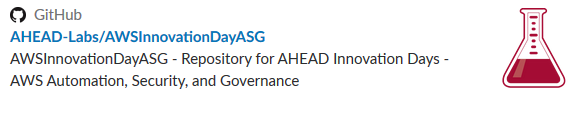 GitHub
AHEAD-Labs/AWSInnovationDayASG
AWSInnovationDayASG - Repository for AHEAD Innovation Days -
AWS Automation, Security, and Governance